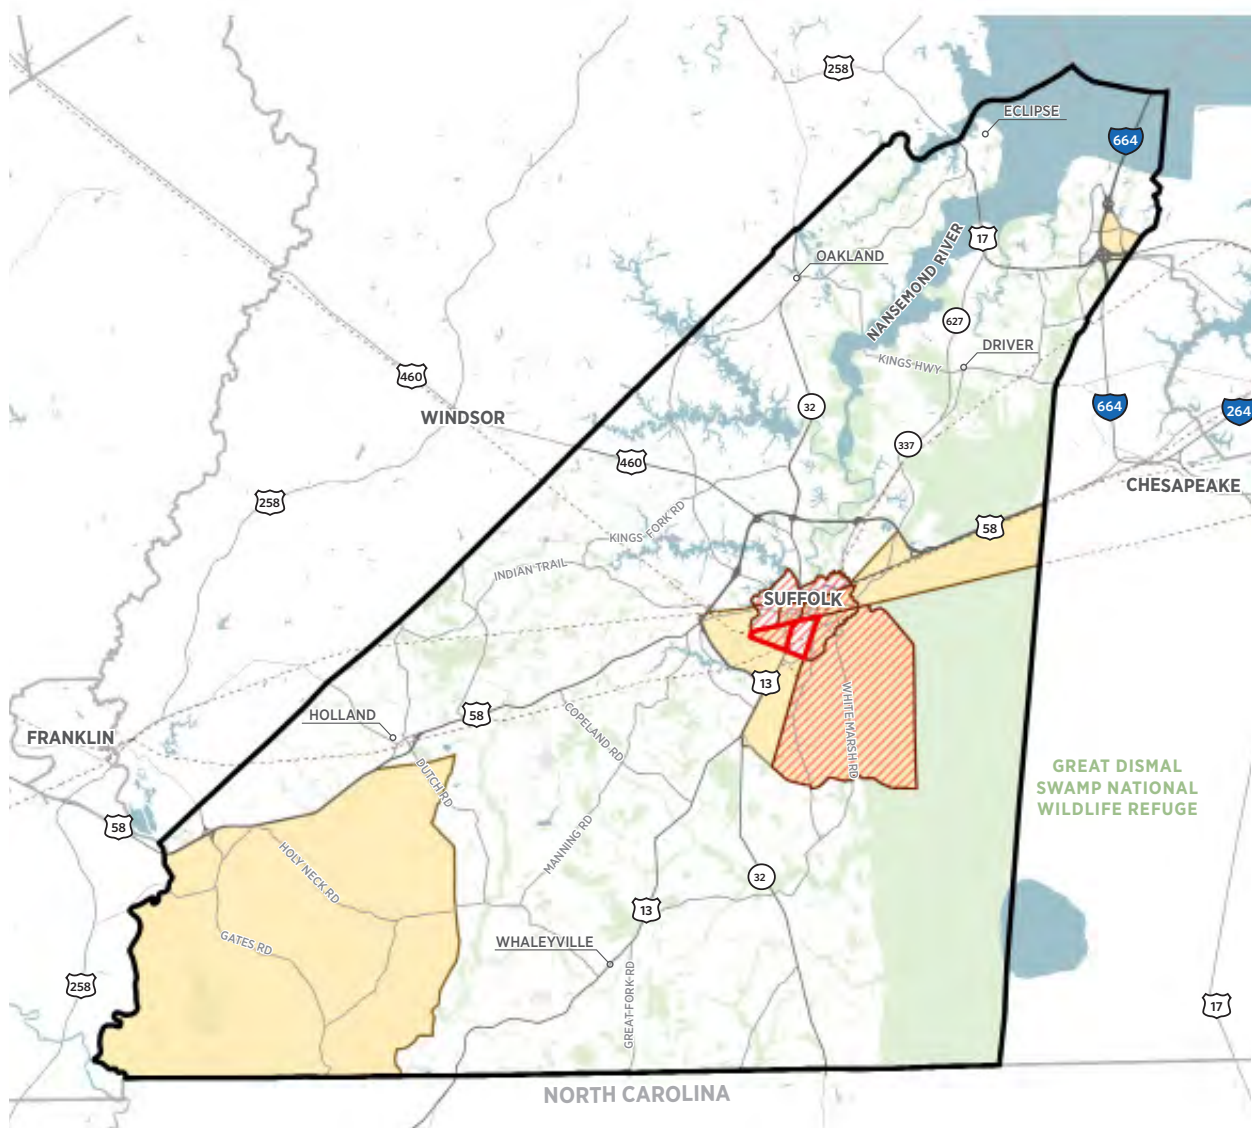 258
ECLIPSE
664
NANSEMOND RIVER
17
OAKLAND
627
DRIVER
KINGS HWY
460
WINDSOR
32
664
264
337
460
CHESAPEAKE
258
KINGS FORK RD
58
INDIAN TRAIL
SUFFOLK
13
WHITE MARSH RD
HOLLAND
58
COPELAND RD
FRANKLIN
DUTCH RD
GREAT DISMAL
SWAMP NATIONAL
WILDLIFE REFUGE
58
MANNING RD
HOLY NECK RD
32
13
GATES RD
WHALEYVILLE
258
GREAT FORK RD
17
NORTH CAROLINA